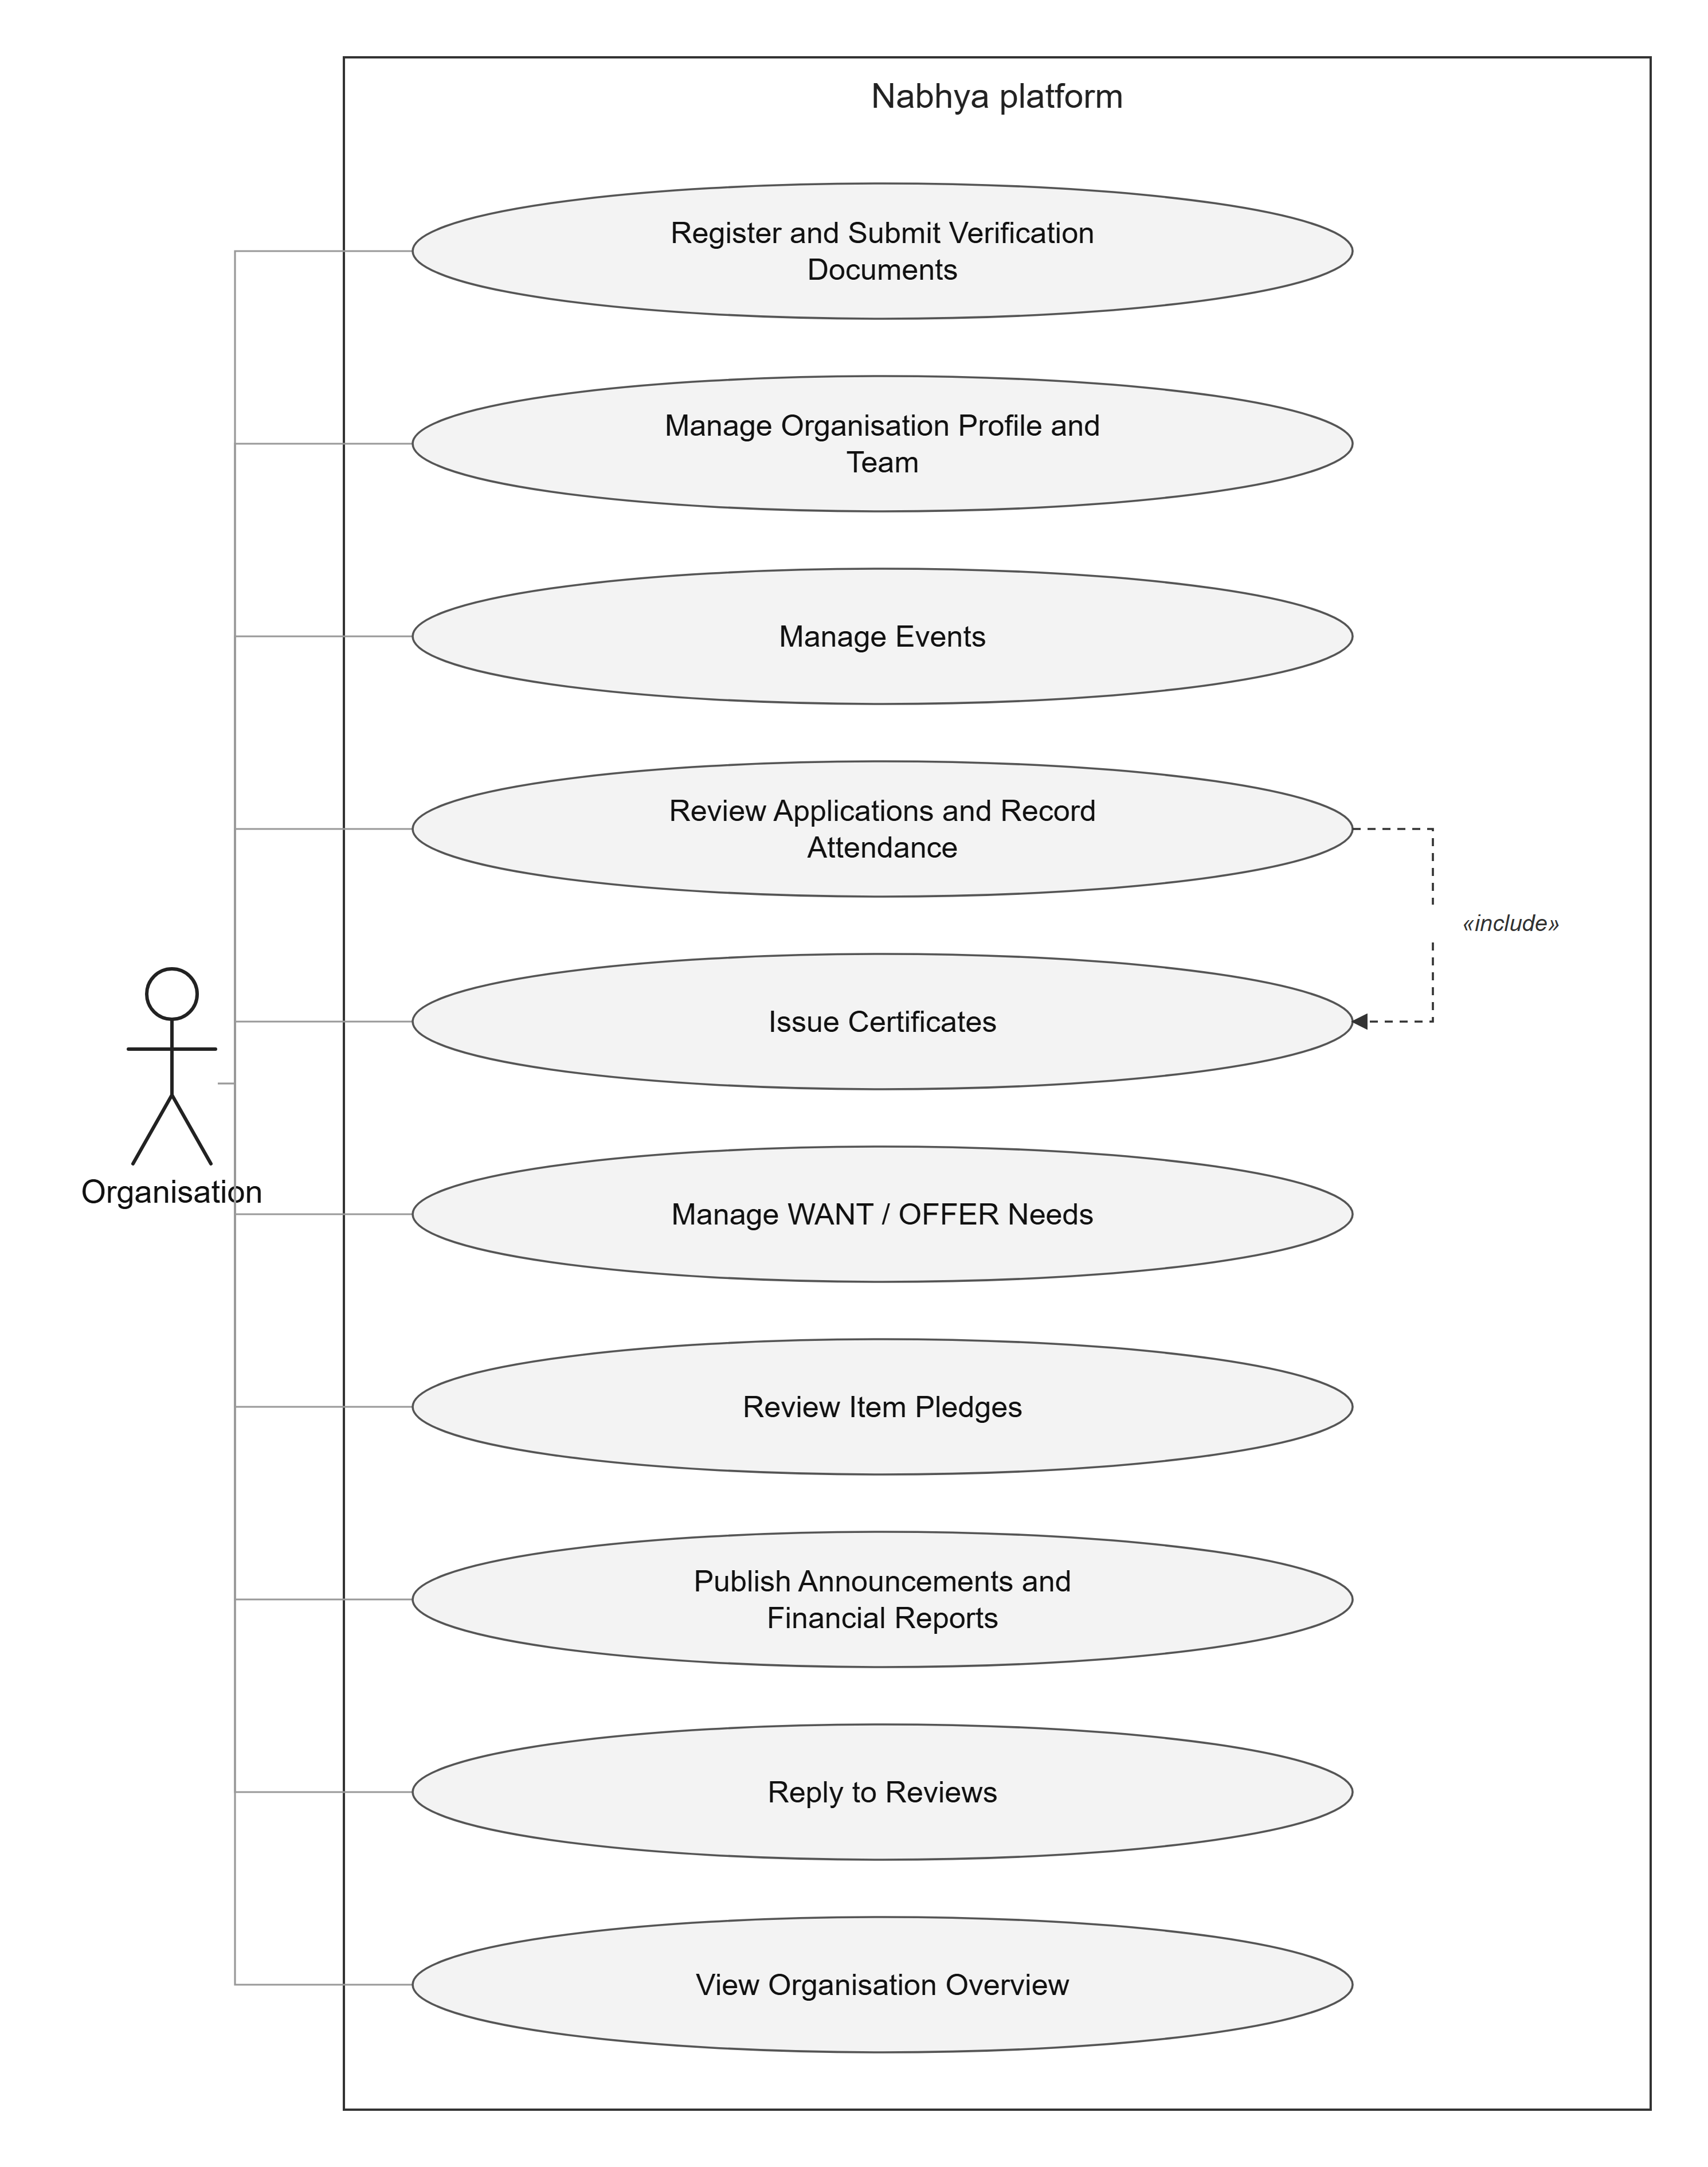 Nabhya platform
Register and Submit Verification
Documents
Manage Organisation Profile and
Team
Manage Events
Review Applications and Record
Attendance
«include»
Issue Certificates
Organisation
Manage WANT / OFFER Needs
Review Item Pledges
Publish Announcements and
Financial Reports
Reply to Reviews
View Organisation Overview